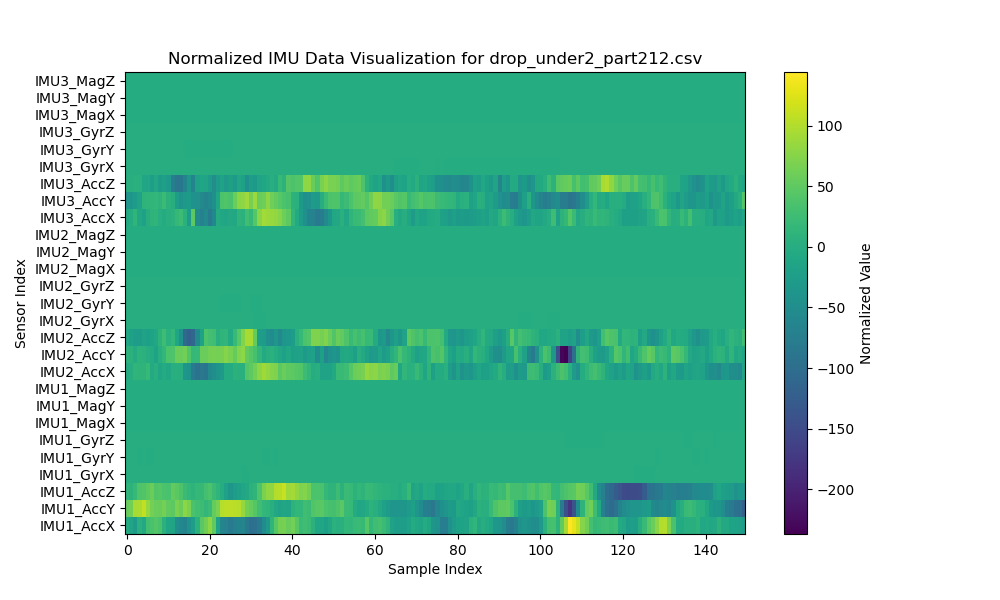 Normalized IMU Data Visualization for drop_under2_part212.csv
IMU3_MagZ
IMU3_MagY
IMU3_MagX
IMU3_GyrZ
IMU3_GyrY
IMU3_GyrX
IMU3_AccZ
IMU3_AccY
IMU3_AccX
IMU2_MagZ
IMU2_MagY
IMU2_MagX
IMU2_GyrZ
IMU2_GyrY
IMU2_GyrX
IMU2_AccZ
IMU2_AccY
IMU2_AccX
IMU1_MagZ
IMU1_MagY
IMU1_MagX
IMU1_GyrZ
IMU1_GyrY
IMU1_GyrX
IMU1_AccZ
IMU1_AccY
IMU1_AccX
Sensor Index
0 20 40 60 80 100 120 140
Sample Index
100
50
0
−50
−100
−150
−200
Normalized Value